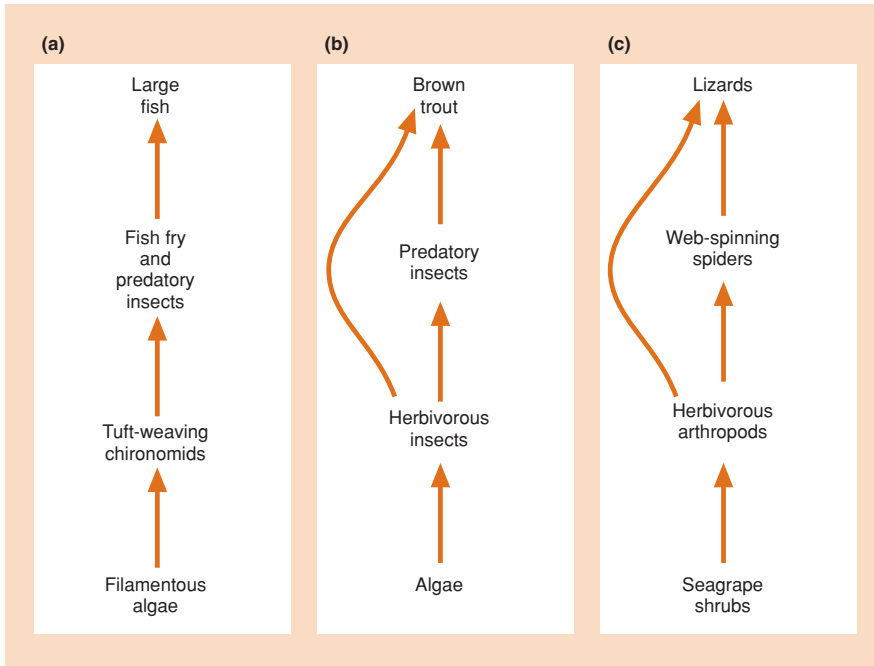 (a)
Large
fish
Fish fry
and
predatory
insects
Tuft-weaving
chironomids
Filamentous
algae
(b)
Brown
trout
Predatory
insects
Herbivorous
insects
Algae
(c)
Lizards
Web-spinning
spiders
Herbivorous
arthropods
Seagrape
shrubs